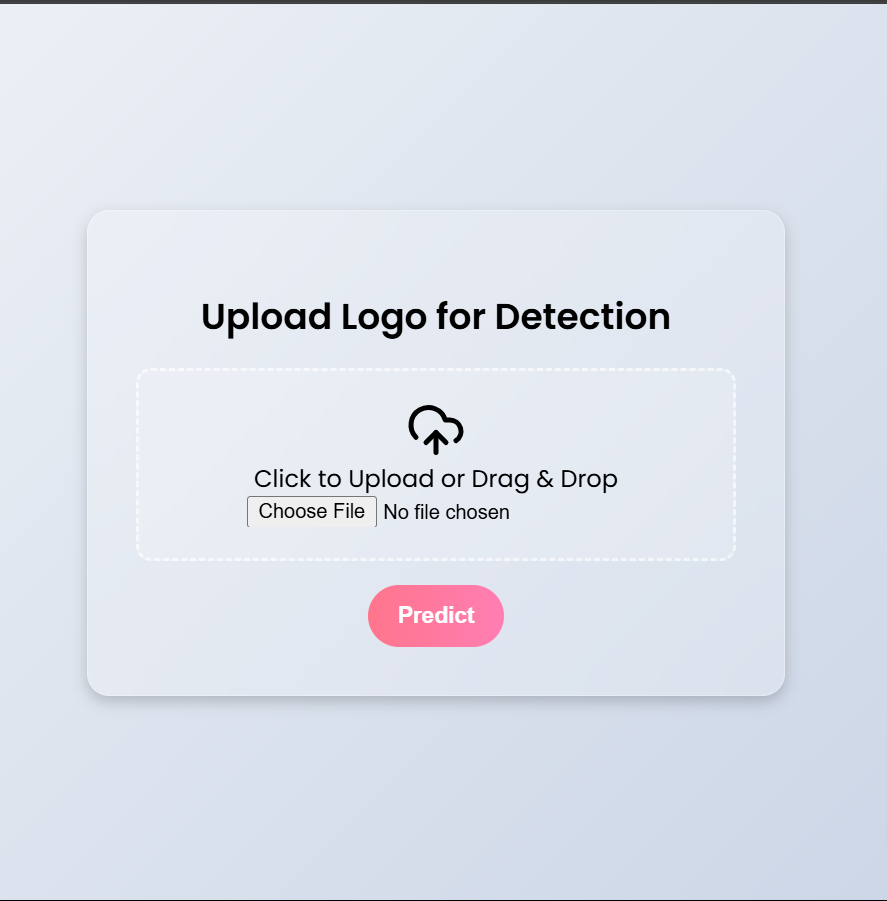 Upload Logo for Detection
Click to Upload or Drag & Drop
Choose File No file chosen
Predict